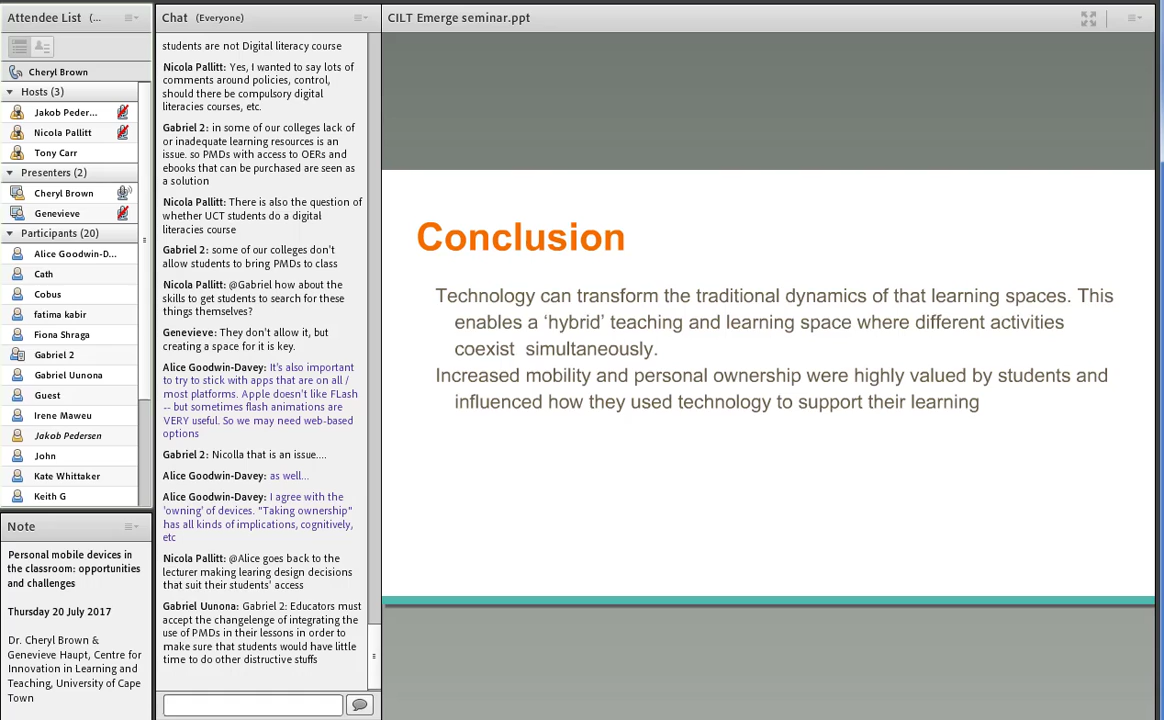 Attendee List (...
Cheryl Brown
Hosts (3)
Jakob Peder...
Nicola Pallitt
Tony Carr
Presenters (2)
Cheryl Brown
Genevieve
Participants (20)
Alice Goodwin-D...
Cath
Cobus
fatima kabir
Fiona Shraga
Gabriel 2
Gabriel Uunona
Guest
Irene Maweu
Jakob Pedersen
John
Kate Whittaker
Keith G
Note
Personal mobile devices in
the classroom: opportunities
and challenges
Thursday 20 July 2017
Dr. Cheryl Brown &
Genevieve Haupt, Centre for
Innovation in Learning and
Teaching, University of Cape
Town
Chat (Everyone)
students are not Digital literacy course
Nicola Pallitt: Yes, I wanted to say lots of
comments around policies, control,
should there be compulsory digital
literacies courses, etc.
Gabriel 2: in some of our colleges lack of
or inadequate learning resources is an
issue. so PMDs with access to OERs and
ebooks that can be purchased are seen as
a solution
Nicola Pallitt: There is also the question of
whether UCT students do a digital
literacies course
Gabriel 2: some of our colleges don't
allow students to bring PMDs to class
Nicola Pallitt: @Gabriel how about the
skills to get students to search for these
things themselves?
Genevieve: They don't allow it, but
creating a space for it is key.
Alice Goodwin-Davey: It's also important
to try to stick with apps that are on all /
most platforms. Apple doesn't like FLash
-- but sometimes flash animations are
VERY useful. So we may need web-based
options
Gabriel 2: Nicolla that is an issue....
Alice Goodwin-Davey: as well...
Alice Goodwin-Davey: I agree with the
'owning' of devices. "Taking ownership"
has all kinds of implications, cognitively,
etc
Nicola Pallitt: @Alice goes back to the
lecturer making learing design decisions
that suit their students' access
Gabriel Uunona: Gabriel 2: Educators must
accept the changelenge of integrating the
use of PMDs in their lessons in order to
make sure that students would have little
time to do other distructive stuffs
CILT Emerge seminar.ppt
Conclusion
Technology can transform the traditional dynamics of that learning spaces. This
enables a ‘hybrid’ teaching and learning space where different activities
coexist simultaneously.
Increased mobility and personal ownership were highly valued by students and
influenced how they used technology to support their learning